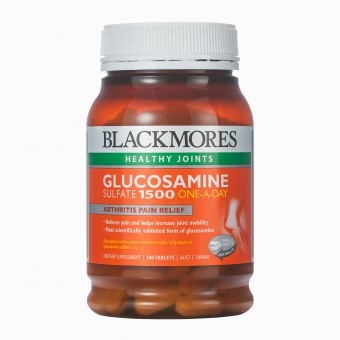 BLACKMORES
HEALTHY JOINTS
GLUCOSAMINE
SULFATE 1500 ONE-A-DAY
ARTHRITIS PAIN RELIEF
• Relieves pain and helps increase joint mobility
• Most scientifically validated form of glucosamine
DIETARY SUPPLEMENT | 180 TABLETS | AUST L